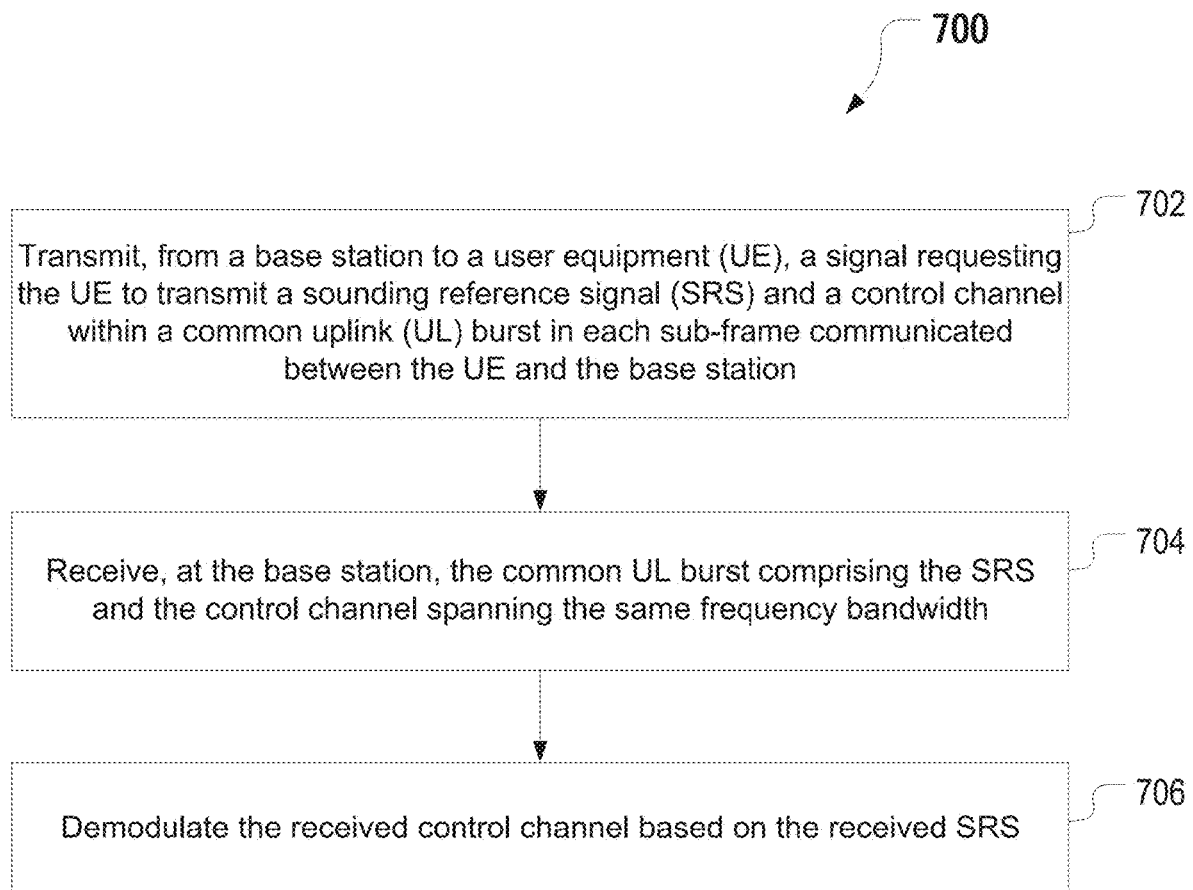 700
702
Transmit, from a base station to a user equipment (UE), a signal requesting
the UE to transmit a sounding reference signal (SRS) and a control channel
within a common uplink (UL) burst in each sub-frame communicated
between the UE and the base station
704
Receive, at the base station, the common UL burst comprising the SRS
and the control channel spanning the same frequency bandwidth
706
Demodulate the received control channel based on the received SRS